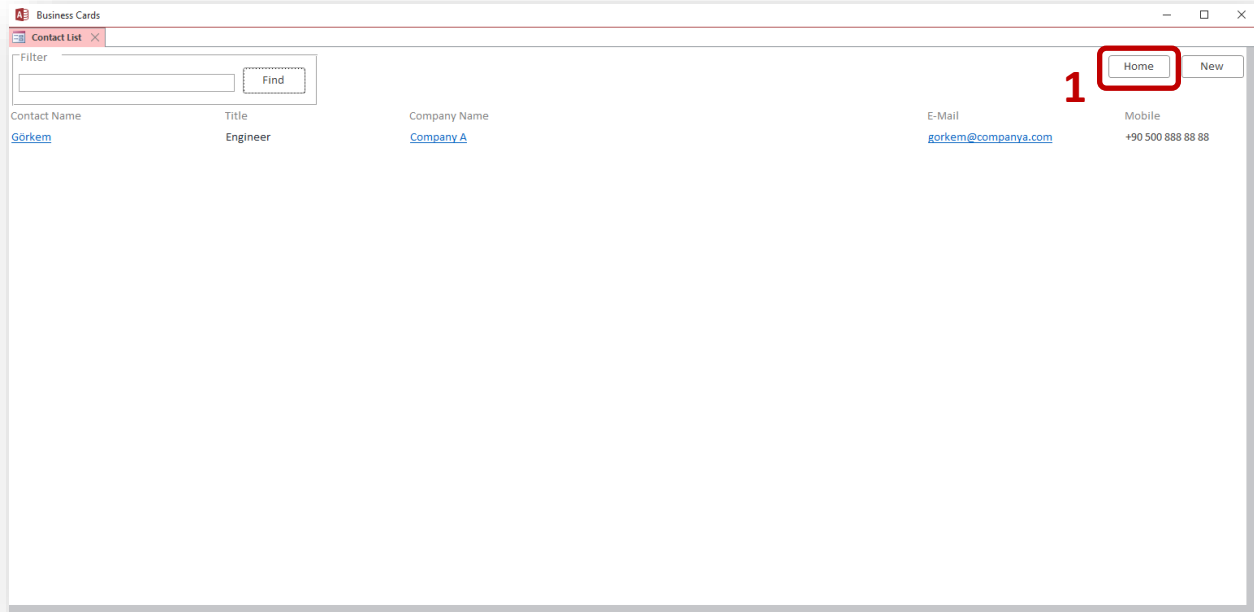 Business Cards
Contact List
Filter
Find
1
Home
New
Contact Name Title Company Name E-Mail Mobile
Görkem Engineer Company A gorkem@companya.com +90 500 888 88 88